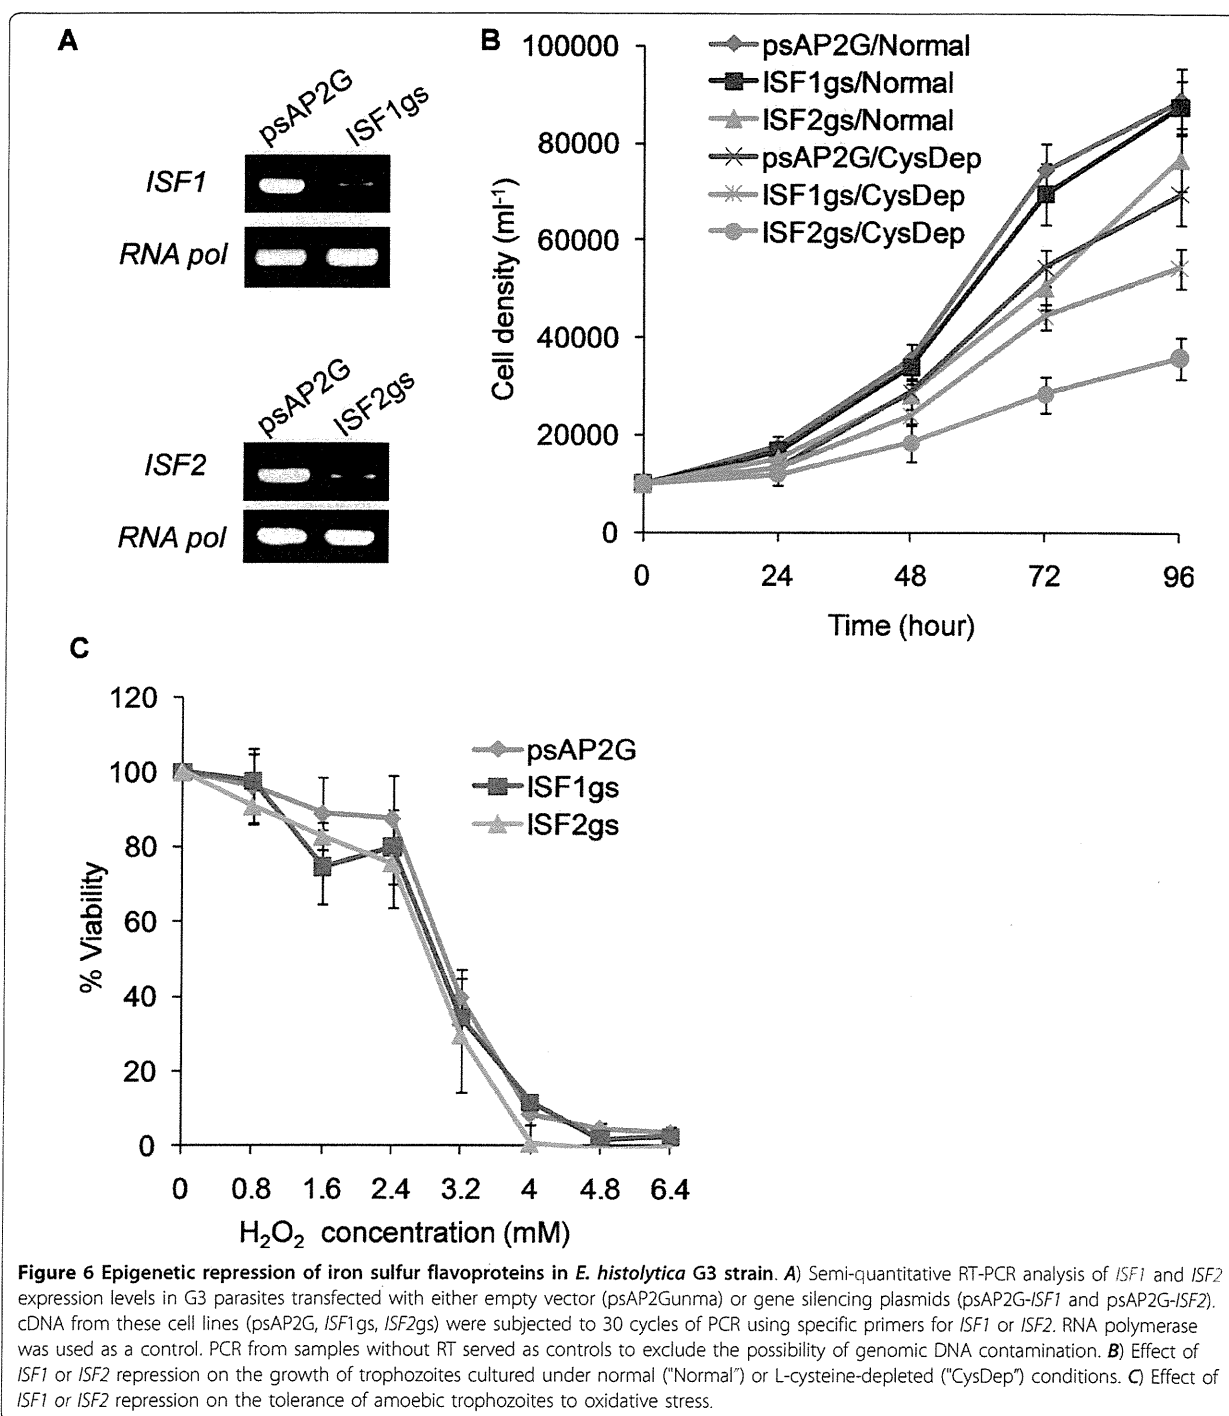 A
psAP2G
ISF1gs
ISF1
RNA pol
psAP2G
ISF2gs
ISF2
RNA pol
B
100000
80000
60000
40000
20000
0
Cell density (ml-1)
psAP2G/Normal
ISF1gs/Normal
ISF2gs/Normal
psAP2G/CysDep
ISF1gs/CysDep
ISF2gs/CysDep
0 24 48 72 96
Time (hour)
C
120
100
80
60
40
20
0
% Viability
psAP2G
ISF1gs
ISF2gs
0 0.8 1.6 2.4 3.2 4 4.8 6.4
H2O2 concentration (mM)
Figure 6 Epigenetic repression of iron sulfur flavoproteins in E. histolytica G3 strain. A) Semi-quantitative RT-PCR analysis of ISF1 and ISF2
expression levels in G3 parasites transfected with either empty vector (psAP2Gunma) or gene silencing plasmids (psAP2G-ISF1 and psAP2G-ISF2).
cDNA from these cell lines (psAP2G, ISF1gs, ISF2gs) were subjected to 30 cycles of PCR using specific primers for ISF1 or ISF2. RNA polymerase
was used as a control. PCR from samples without RT served as controls to exclude the possibility of genomic DNA contamination. B) Effect of
ISF1 or ISF2 repression on the growth of trophozoites cultured under normal ("Normal") or L-cysteine-depleted ("CysDep") conditions. C) Effect of
ISF1 or ISF2 repression on the tolerance of amoebic trophozoites to oxidative stress.